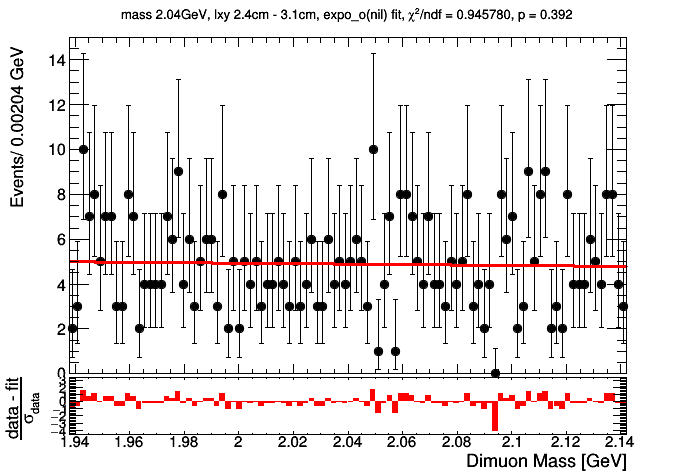 mass 2.04GeV, lxy 2.4cm - 3.1cm, expo_o(nil) fit, χ²/ndf = 0.945780, p = 0.392
Events/ 0.00204 GeV
14
12
10
8
6
4
2
0
data - fit
σdata
1.94 1.96 1.98 2 2.02 2.04 2.06 2.08 2.1 2.12 2.14
Dimuon Mass [GeV]